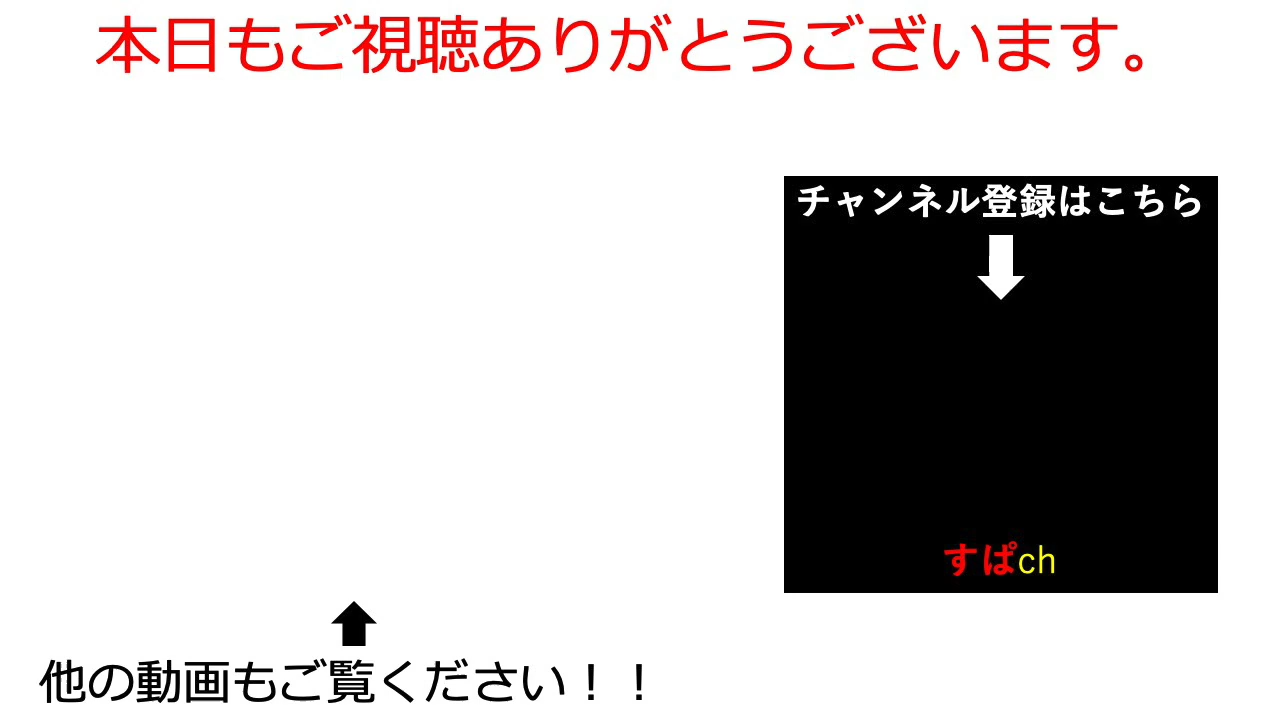 本日もご視聴ありがとうございます。
チャンネル登録はこちら
すぱch
他の動画もご覧ください！！